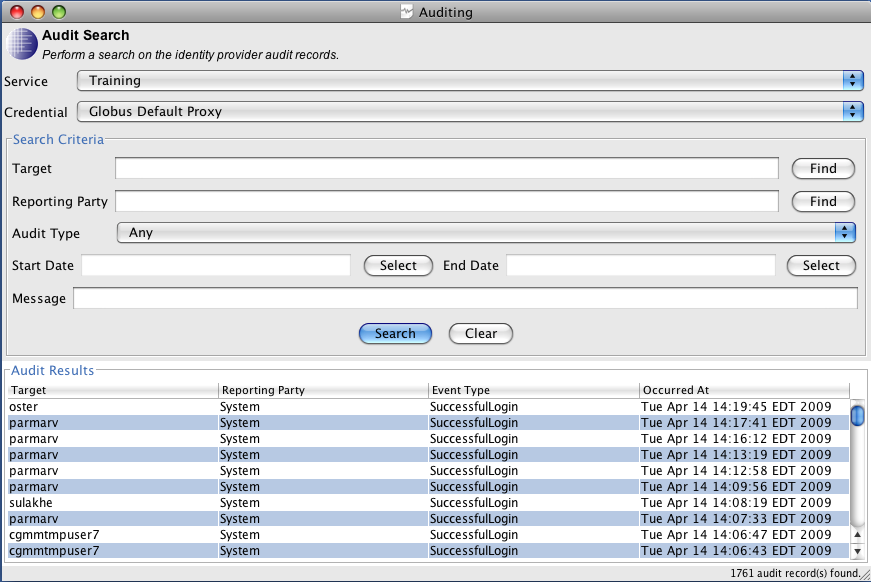 Auditing
Audit Search
Perform a search on the identity provider audit records.
Service Training
Credential Globus Default Proxy
Search Criteria
Target Find
Reporting Party Find
Audit Type Any
Start Date Select End Date Select
Message
Search Clear
Audit Results
Target Reporting Party Event Type Occurred At
oster System SuccessfulLogin Tue Apr 14 14:19:45 EDT 2009
parmarv System SuccessfulLogin Tue Apr 14 14:17:41 EDT 2009
parmarv System SuccessfulLogin Tue Apr 14 14:16:12 EDT 2009
parmarv System SuccessfulLogin Tue Apr 14 14:13:19 EDT 2009
parmarv System SuccessfulLogin Tue Apr 14 14:12:58 EDT 2009
parmarv System SuccessfulLogin Tue Apr 14 14:09:56 EDT 2009
sulakhe System SuccessfulLogin Tue Apr 14 14:08:19 EDT 2009
parmarv System SuccessfulLogin Tue Apr 14 14:07:33 EDT 2009
cgmmtmpuser7 System SuccessfulLogin Tue Apr 14 14:06:47 EDT 2009
cgmmtmpuser7 System SuccessfulLogin Tue Apr 14 14:06:43 EDT 2009
1761 audit record(s) found.